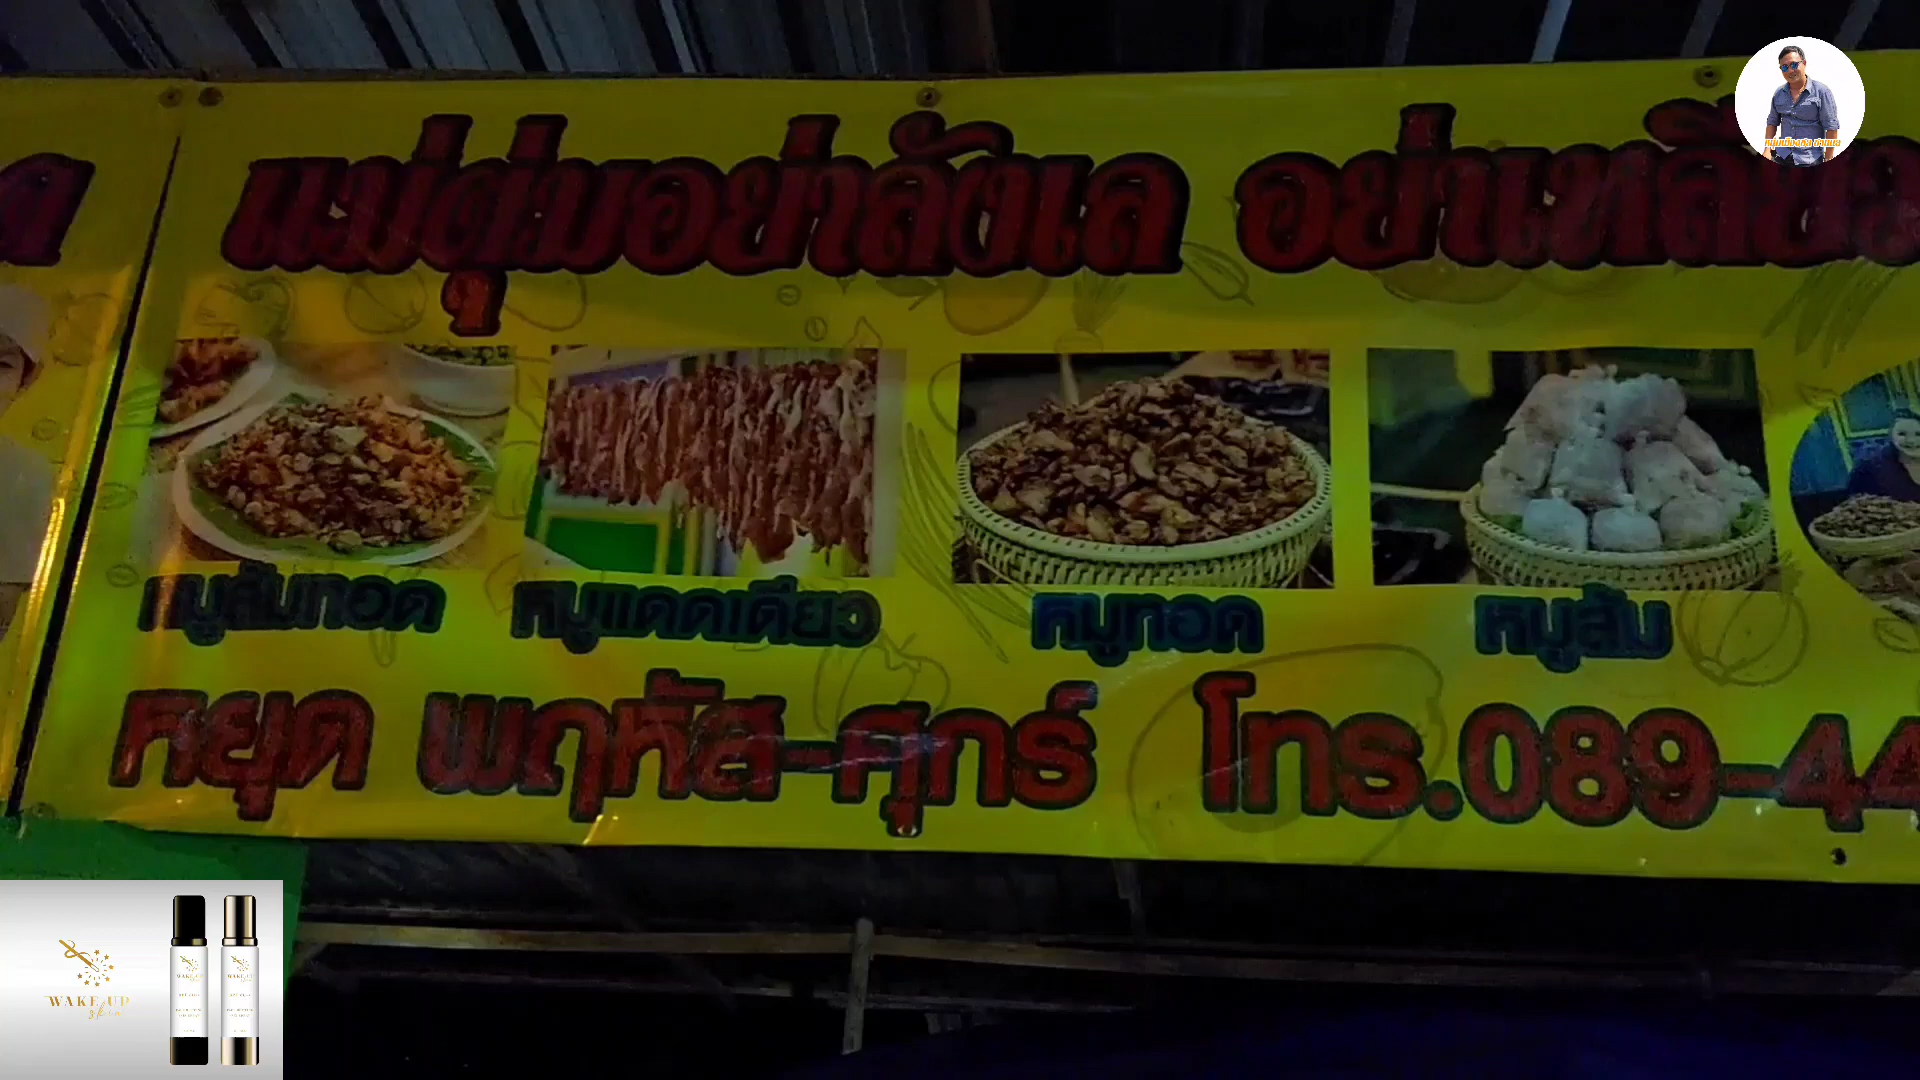 แม่ตุ่มอย่าลังเล อย่าเหลียว
หมูส้มทอด หมูแดดเดียว หมูทอด หมูส้ม
หยุด พฤหัส-ศุกร์ โทร.089-44
WAKE UP
skin